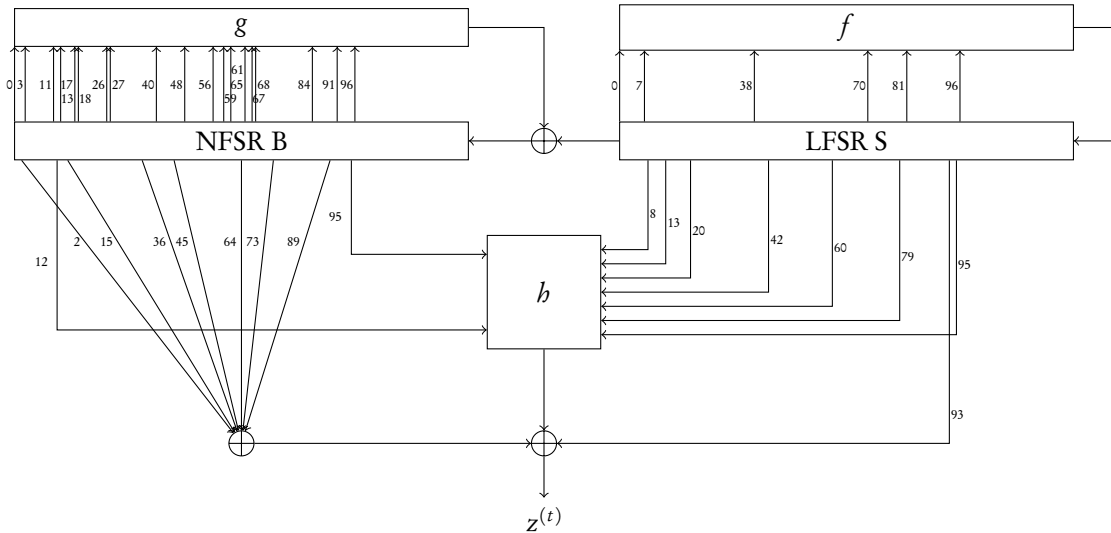 g
f
0 3 11 17 26 27 40 48 56 61 65 68 84 91 96
13 18 59 67
0 7 38 70 81 96
NFSR B
LFSR S
12 2 15 36 45 64 73 89 95
8 13 20 42 60 79 95
h
93
z(t)